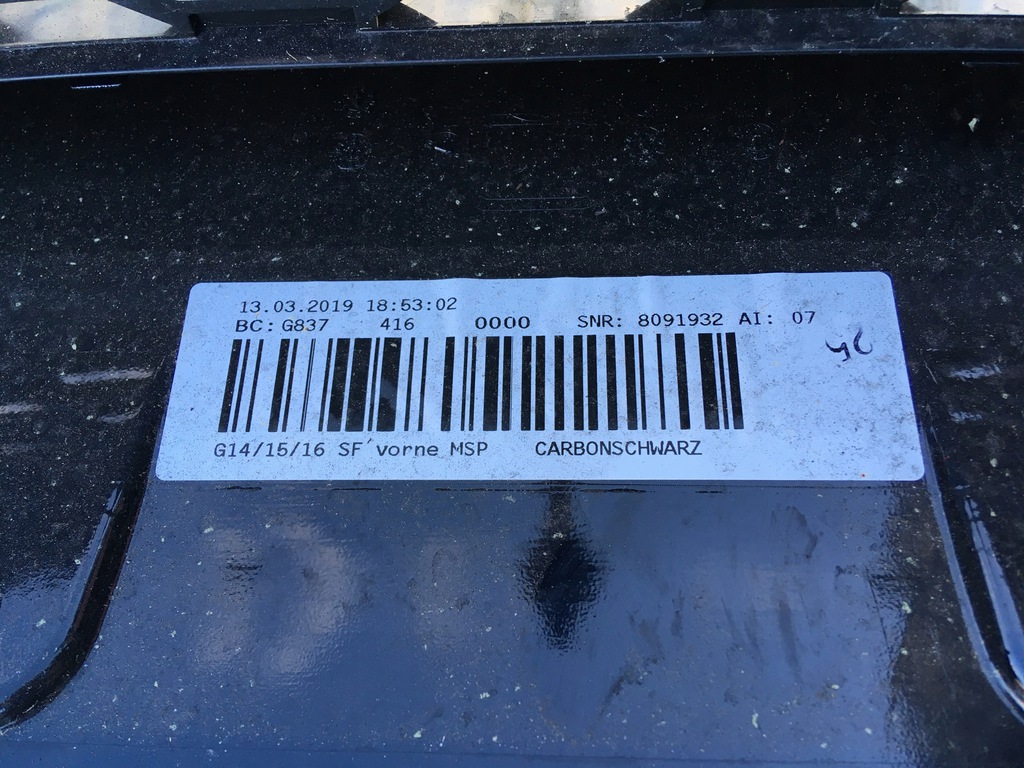 13.03.2019 18:53:02
BC: G837 416 0000 SNR: 8091932 AI: 07
G14/15/16 SF´vorne MSP CARBONSCHWARZ